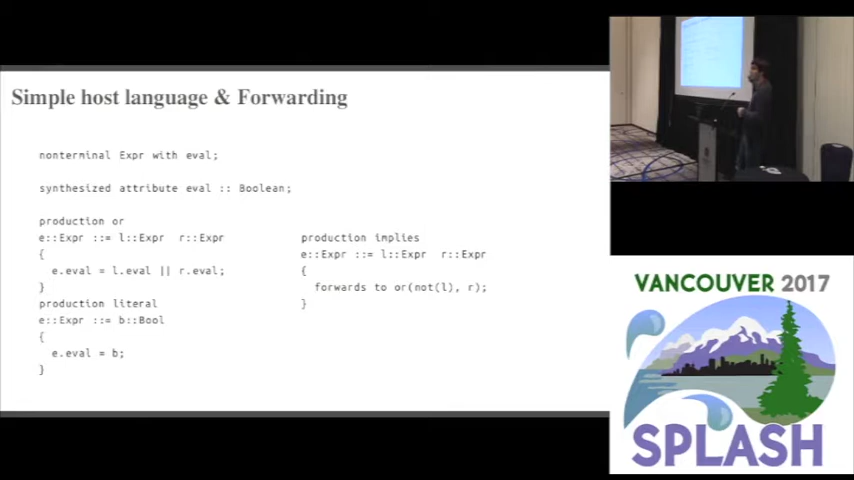 Simple host language & Forwarding
nonterminal Expr with eval;
synthesized attribute eval :: Boolean;
production or
e::Expr ::= l::Expr r::Expr
{
e.eval = l.eval || r.eval;
}
production literal
e::Expr ::= b::Bool
{
e.eval = b;
}
production implies
e::Expr ::= l::Expr r::Expr
{
forwards to or(not(l), r);
}
VANCOUVER 2017
SPLASH